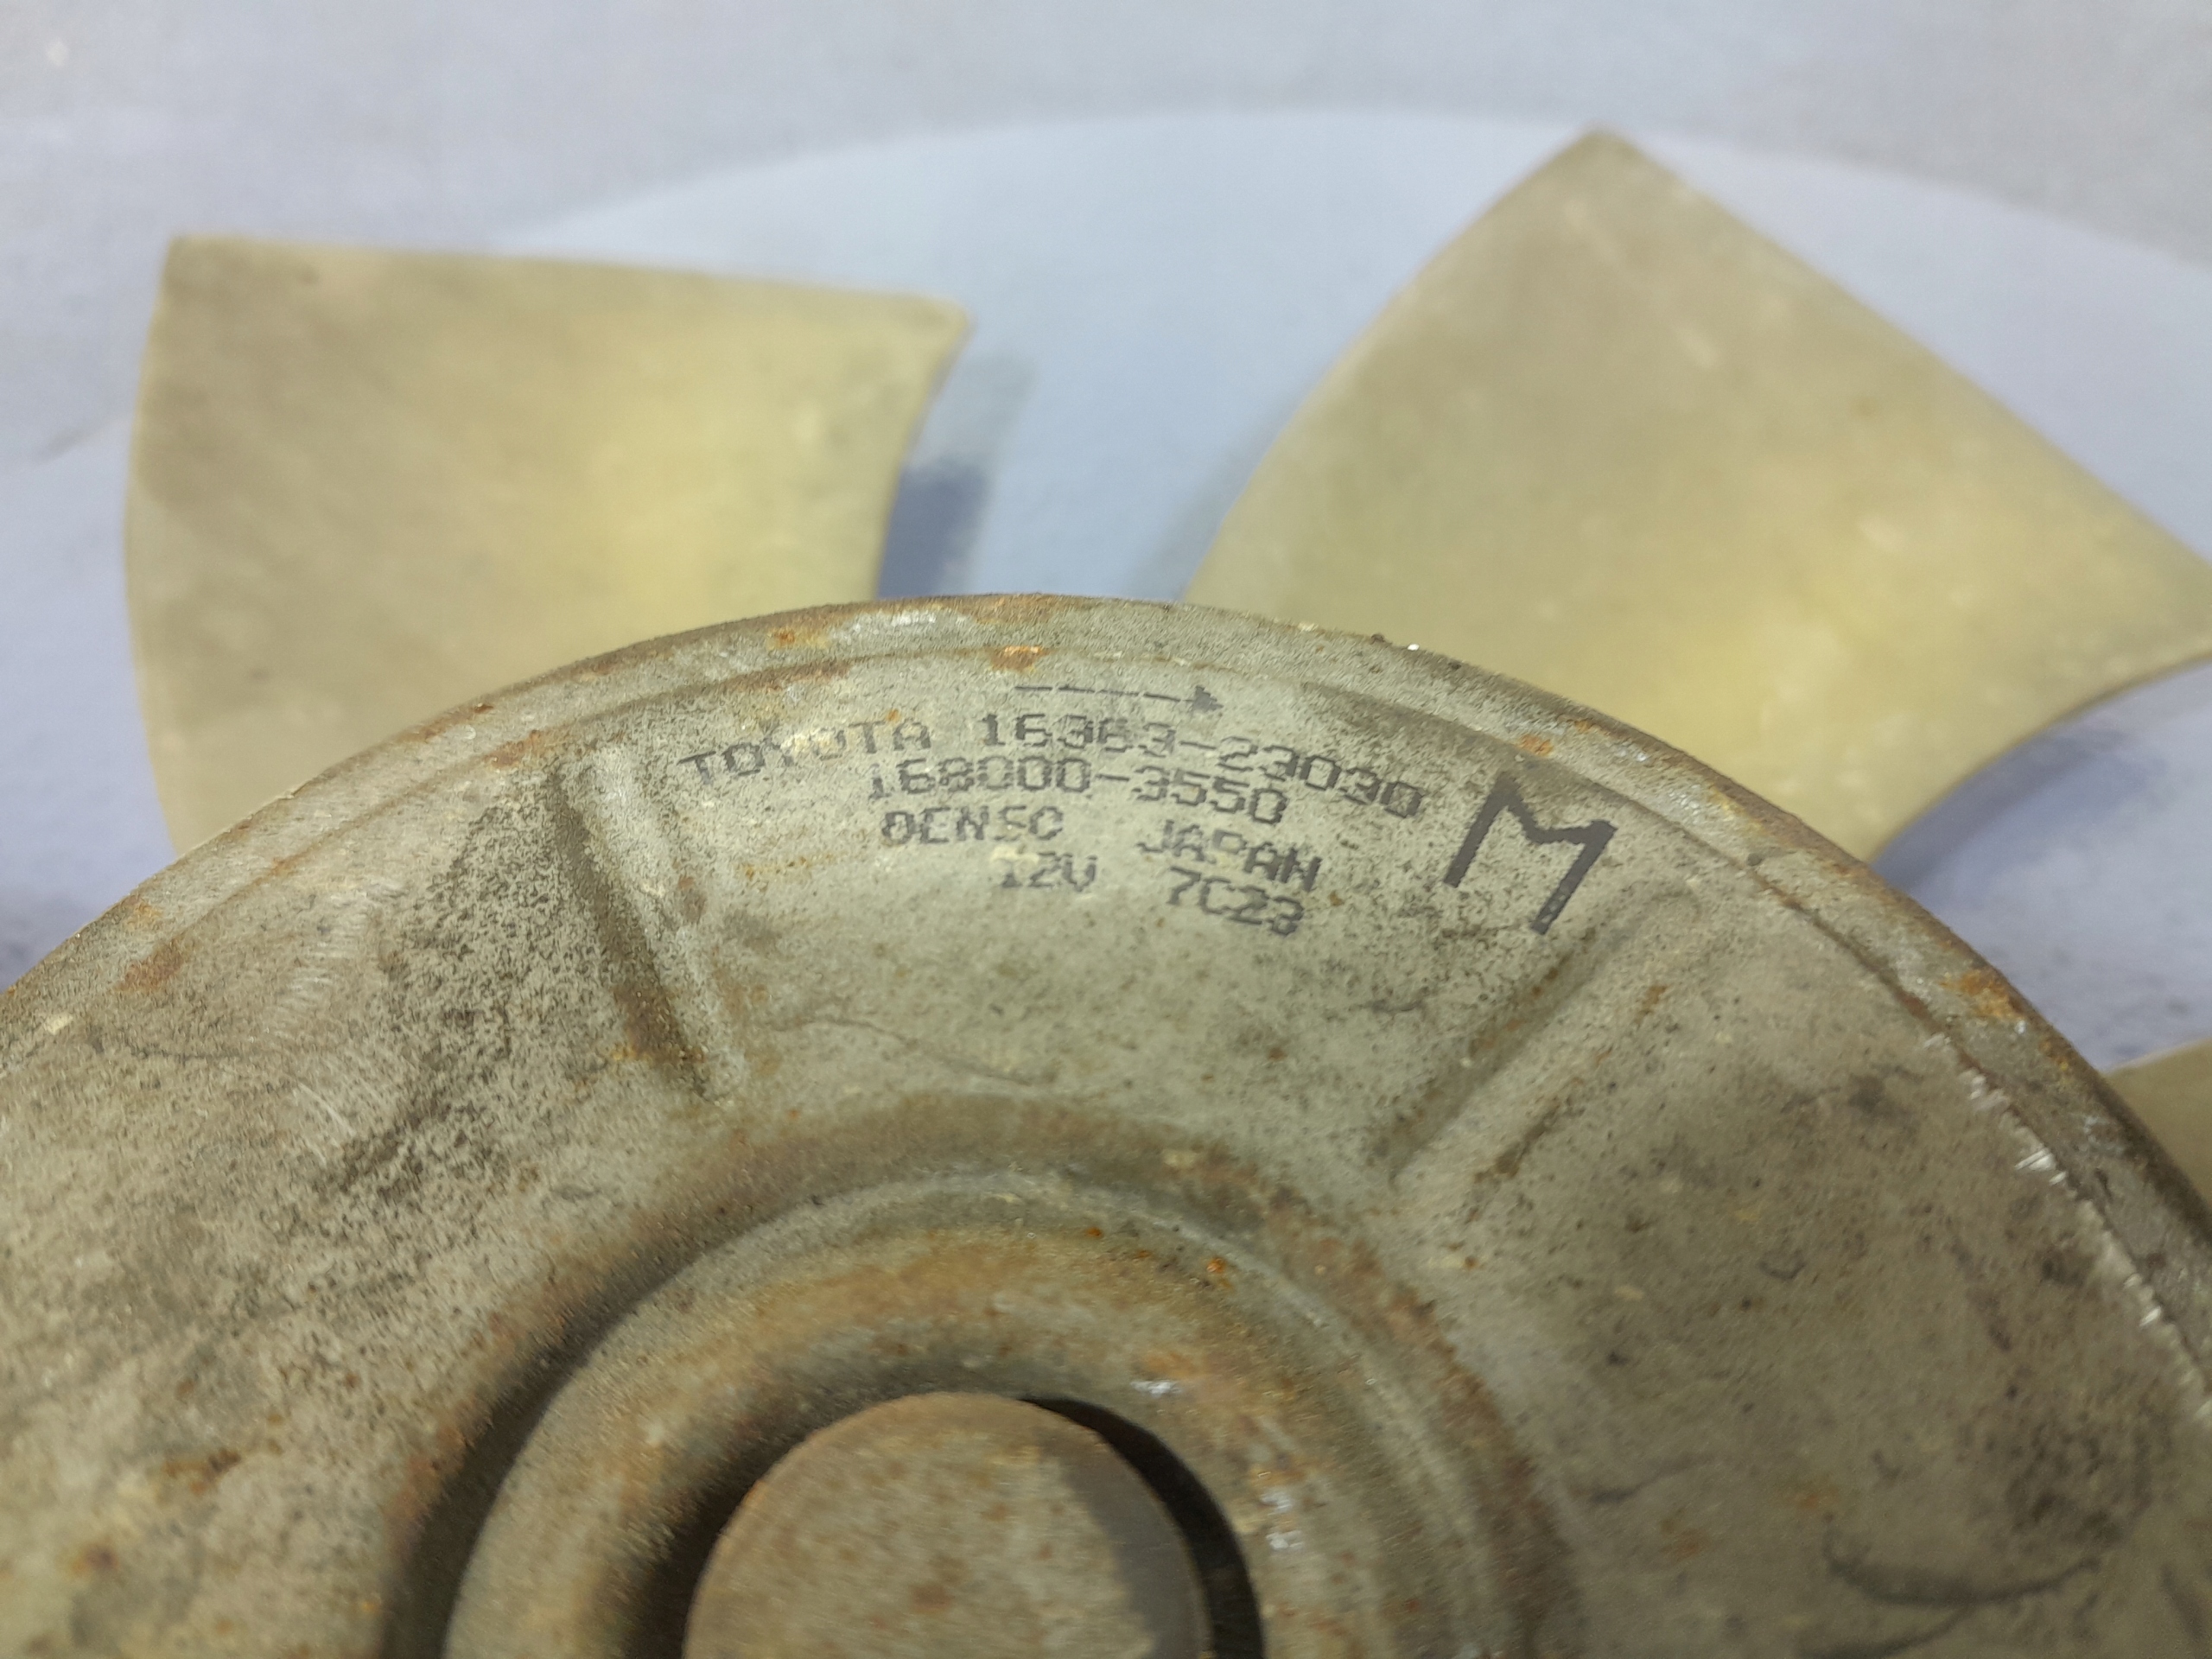 TOYOTA 16363-23030
168000-3550
DENSO JAPAN
12V 7C23
M